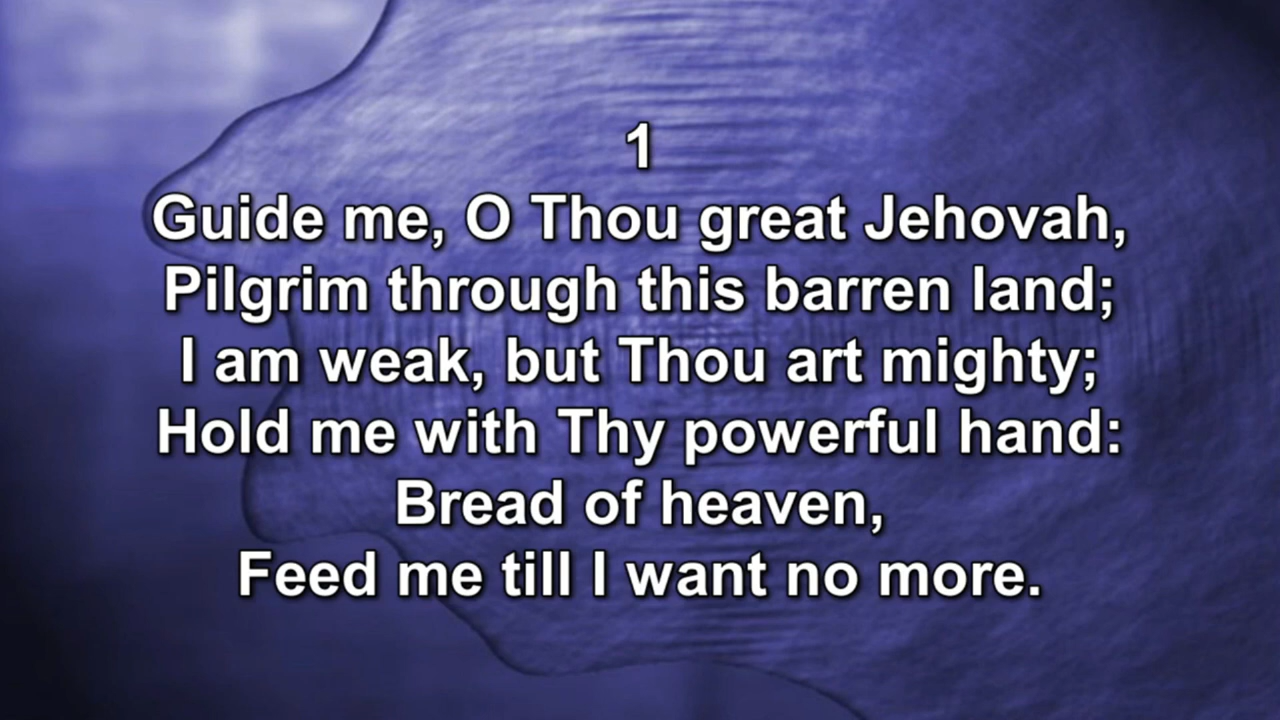 1
Guide me, O Thou great Jehovah,
Pilgrim through this barren land;
I am weak, but Thou art mighty;
Hold me with Thy powerful hand:
Bread of heaven,
Feed me till I want no more.